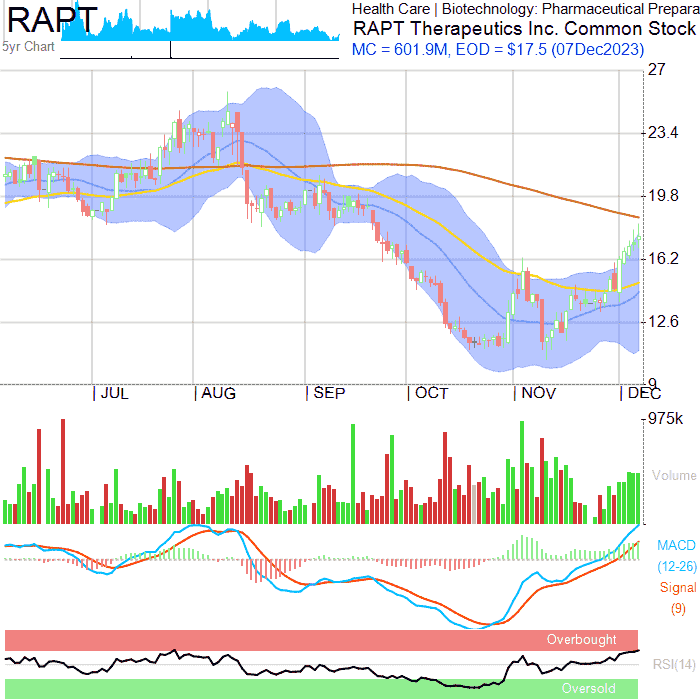 RAPT
5yr Chart
Health Care | Biotechnology: Pharmaceutical Prepara
RAPT Therapeutics Inc. Common Stock
MC = 601.9M, EOD = $17.5 (07Dec2023)
27
23.4
19.8
16.2
12.6
9
JUL AUG SEP OCT NOV DEC
975k
Volume
MACD
(12-26)
Signal
(9)
Overbought
RSI(14)
Oversold